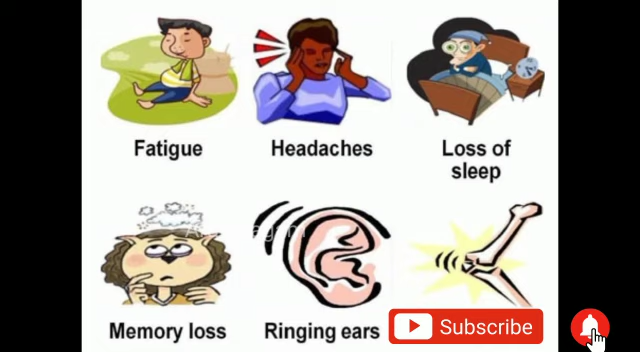 Fatigue
Headaches
Loss of
sleep
Memory loss
Ringing ears
Subscribe